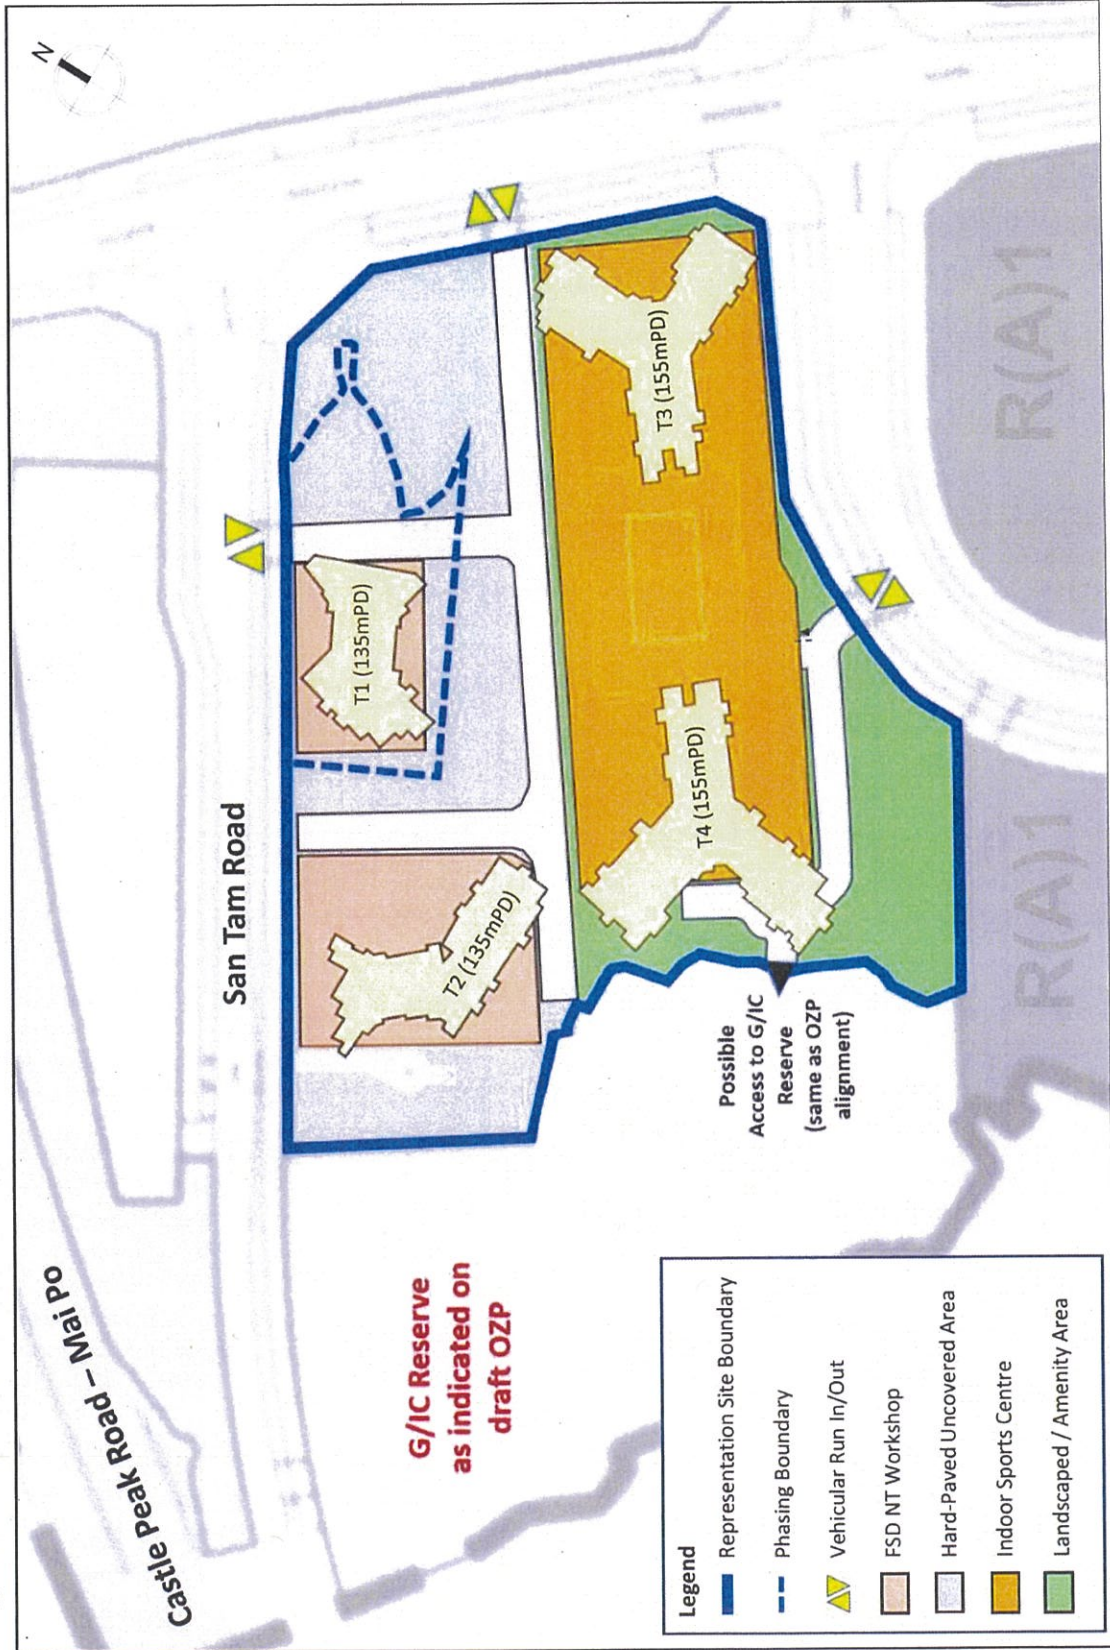 N
Castle Peak Road – Mai Po
San Tam Road
G/IC Reserve
as indicated on
draft OZP
T1 (135mPD)
T2 (135mPD)
T3 (155mPD)
T4 (155mPD)
Possible
Access to G/IC
Reserve
(same as OZP
alignment)
R(A)1
R(A)1
Legend
Representation Site Boundary
Phasing Boundary
Vehicular Run In/Out
FSD NT Workshop
Hard-Paved Uncovered Area
Indoor Sports Centre
Landscaped / Amenity Area